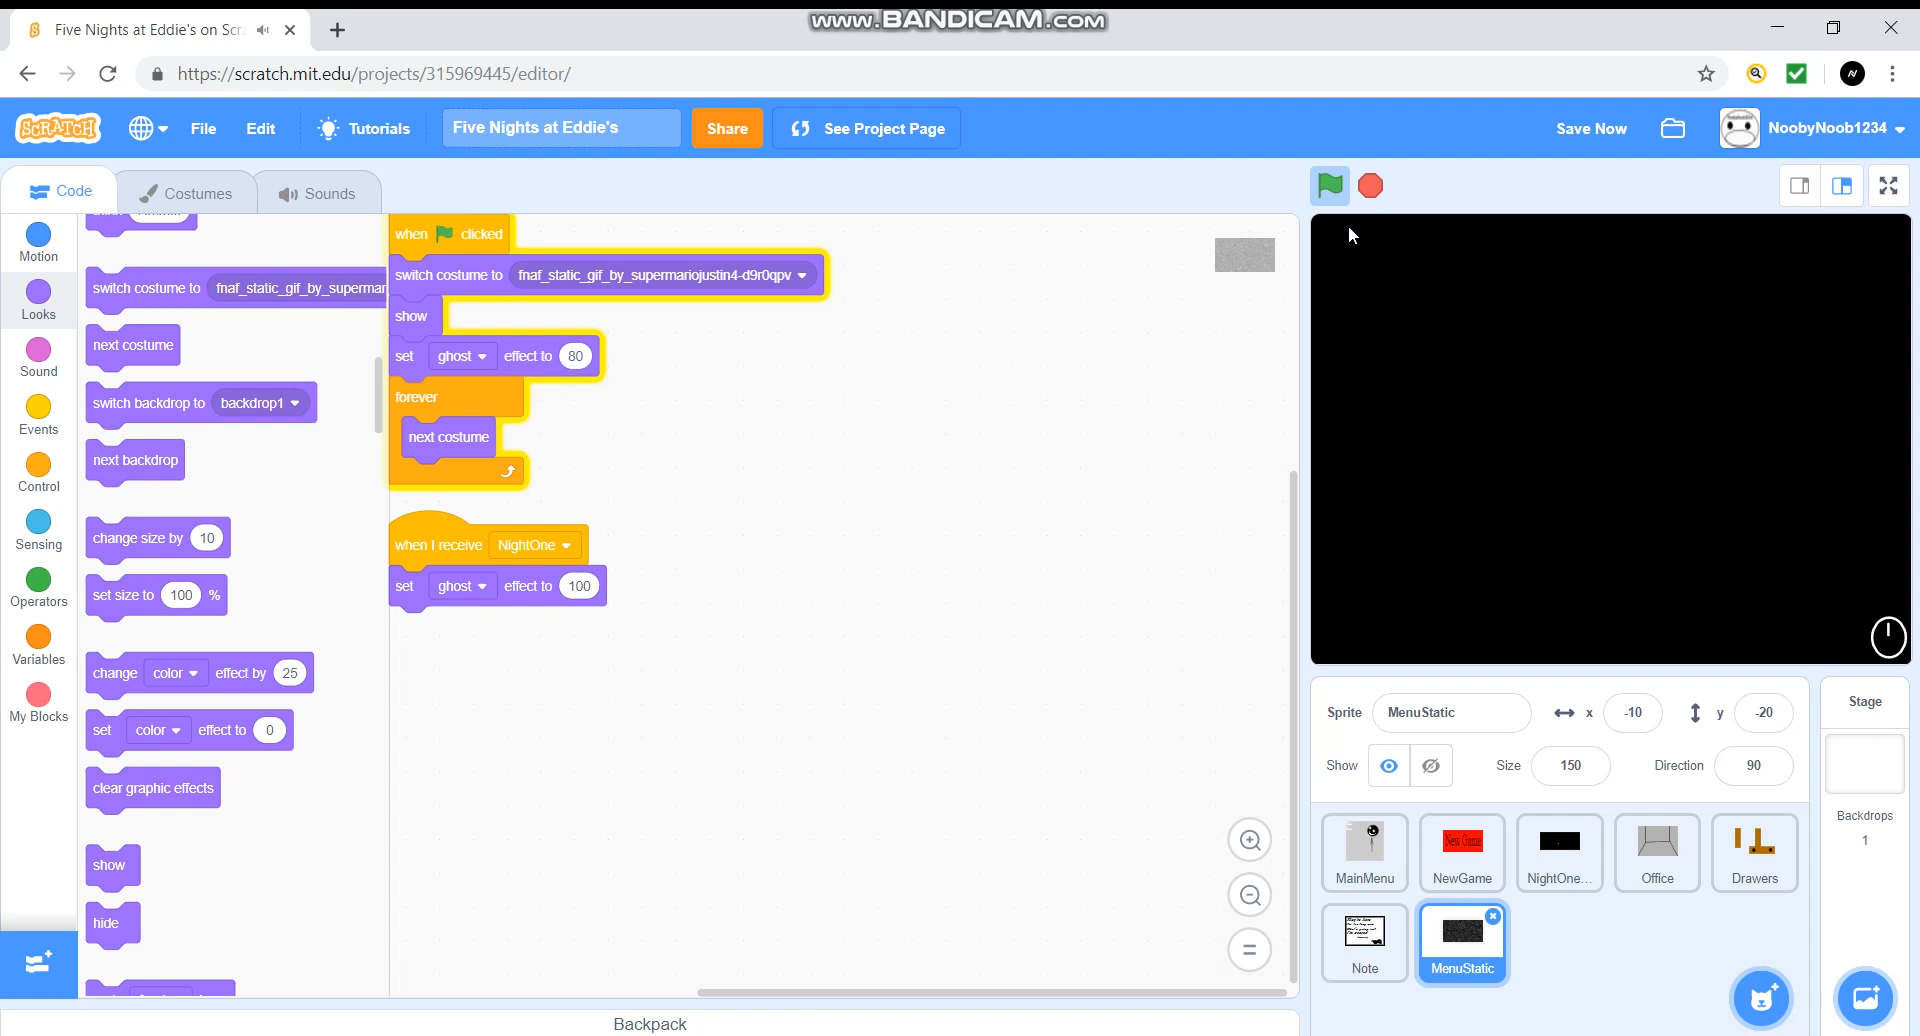 www.BANDICAM.com
Five Nights at Eddie's on Scra
https://scratch.mit.edu/projects/315969445/editor/
SCRATCH
File
Edit
Tutorials
Five Nights at Eddie's
Share
See Project Page
Save Now
NoobyNoob1234
Code
Costumes
Sounds
Motion
Looks
Sound
Events
Control
Sensing
Operators
Variables
My Blocks
switch costume to fnaf_static_gif_by_supermar
next costume
switch backdrop to backdrop1
next backdrop
change size by 10
set size to 100 %
change color effect by 25
set color effect to 0
clear graphic effects
show
hide
when clicked
switch costume to fnaf_static_gif_by_supermariojustin4-d9r0qpv
show
set ghost effect to 80
forever
next costume
when I receive NightOne
set ghost effect to 100
Backpack
Sprite MenuStatic x -10 y -20
Show Size 150 Direction 90
New Game
MainMenu
NewGame
NightOne...
Office
Drawers
Note
MenuStatic
Stage
Backdrops
1